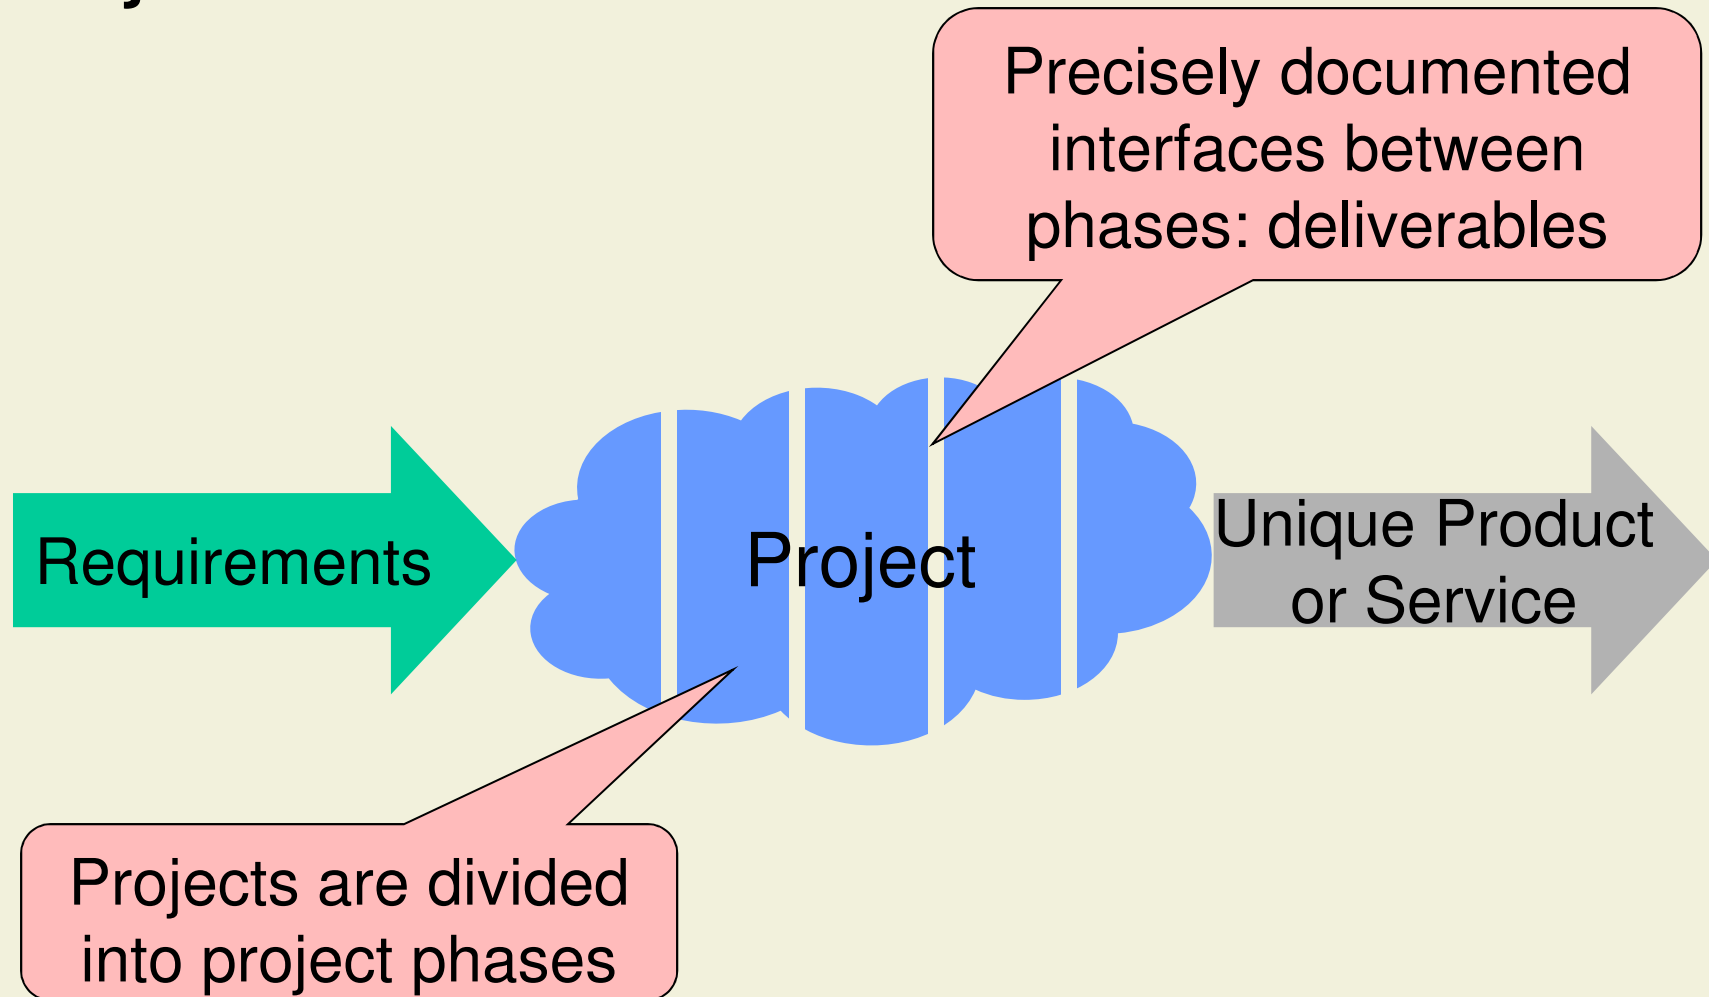 Precisely documented
interfaces between
phases: deliverables
Requirements
Project
Unique Product
or Service
Projects are divided
into project phases